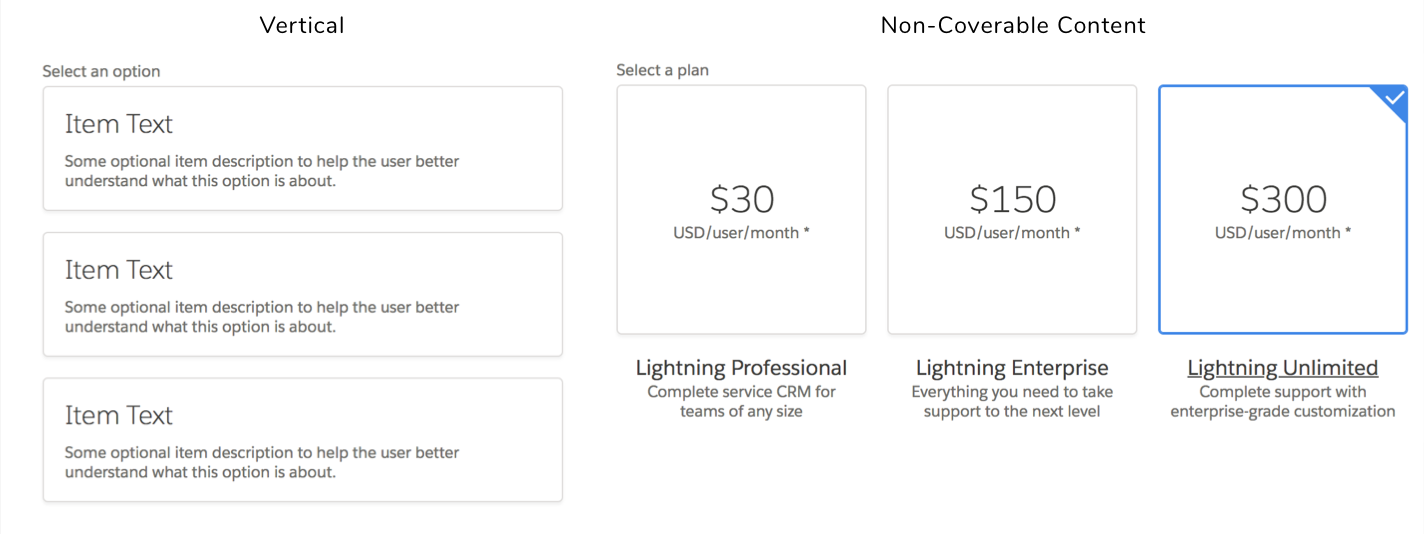 Vertical
Select an option
Item Text
Some optional item description to help the user better
understand what this option is about.
Item Text
Some optional item description to help the user better
understand what this option is about.
Item Text
Some optional item description to help the user better
understand what this option is about.
Non-Coverable Content
Select a plan
$30
USD/user/month *
Lightning Professional
Complete service CRM for
teams of any size
$150
USD/user/month *
Lightning Enterprise
Everything you need to take
support to the next level
$300
USD/user/month *
Lightning Unlimited
Complete support with
enterprise-grade customization